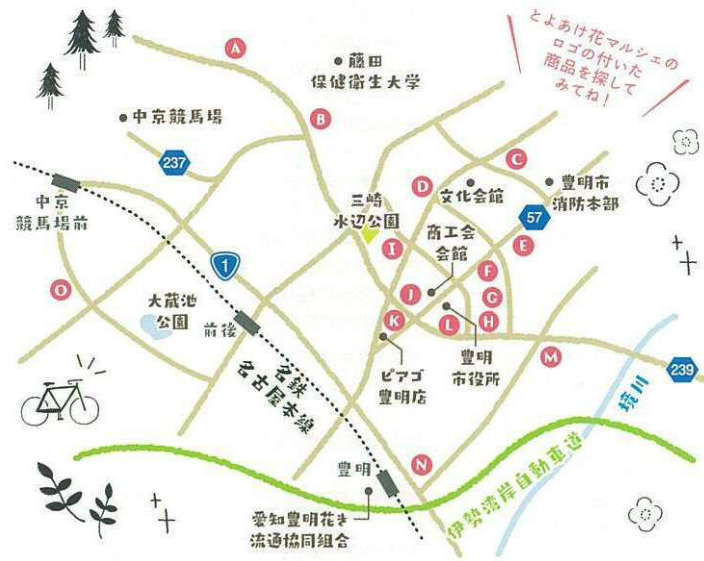 とよあけ花マルシェの
ロゴの付いた
商品を探して
みてね！
A
藤田
保健衛生大学
B
中京競馬場
237
C
中京
競馬場前
三崎
水辺公園
D
文化会館
豊明市
消防本部
57
I
商工会
会館
E
F
1
O
大蔵池
公園
前後
J
G
K
L
H
M
ピアゴ
豊明店
豊明
市役所
239
名鉄
名古屋本線
境川
豊明
N
伊勢湾岸自動車道
愛知豊明花き
流通協同組合